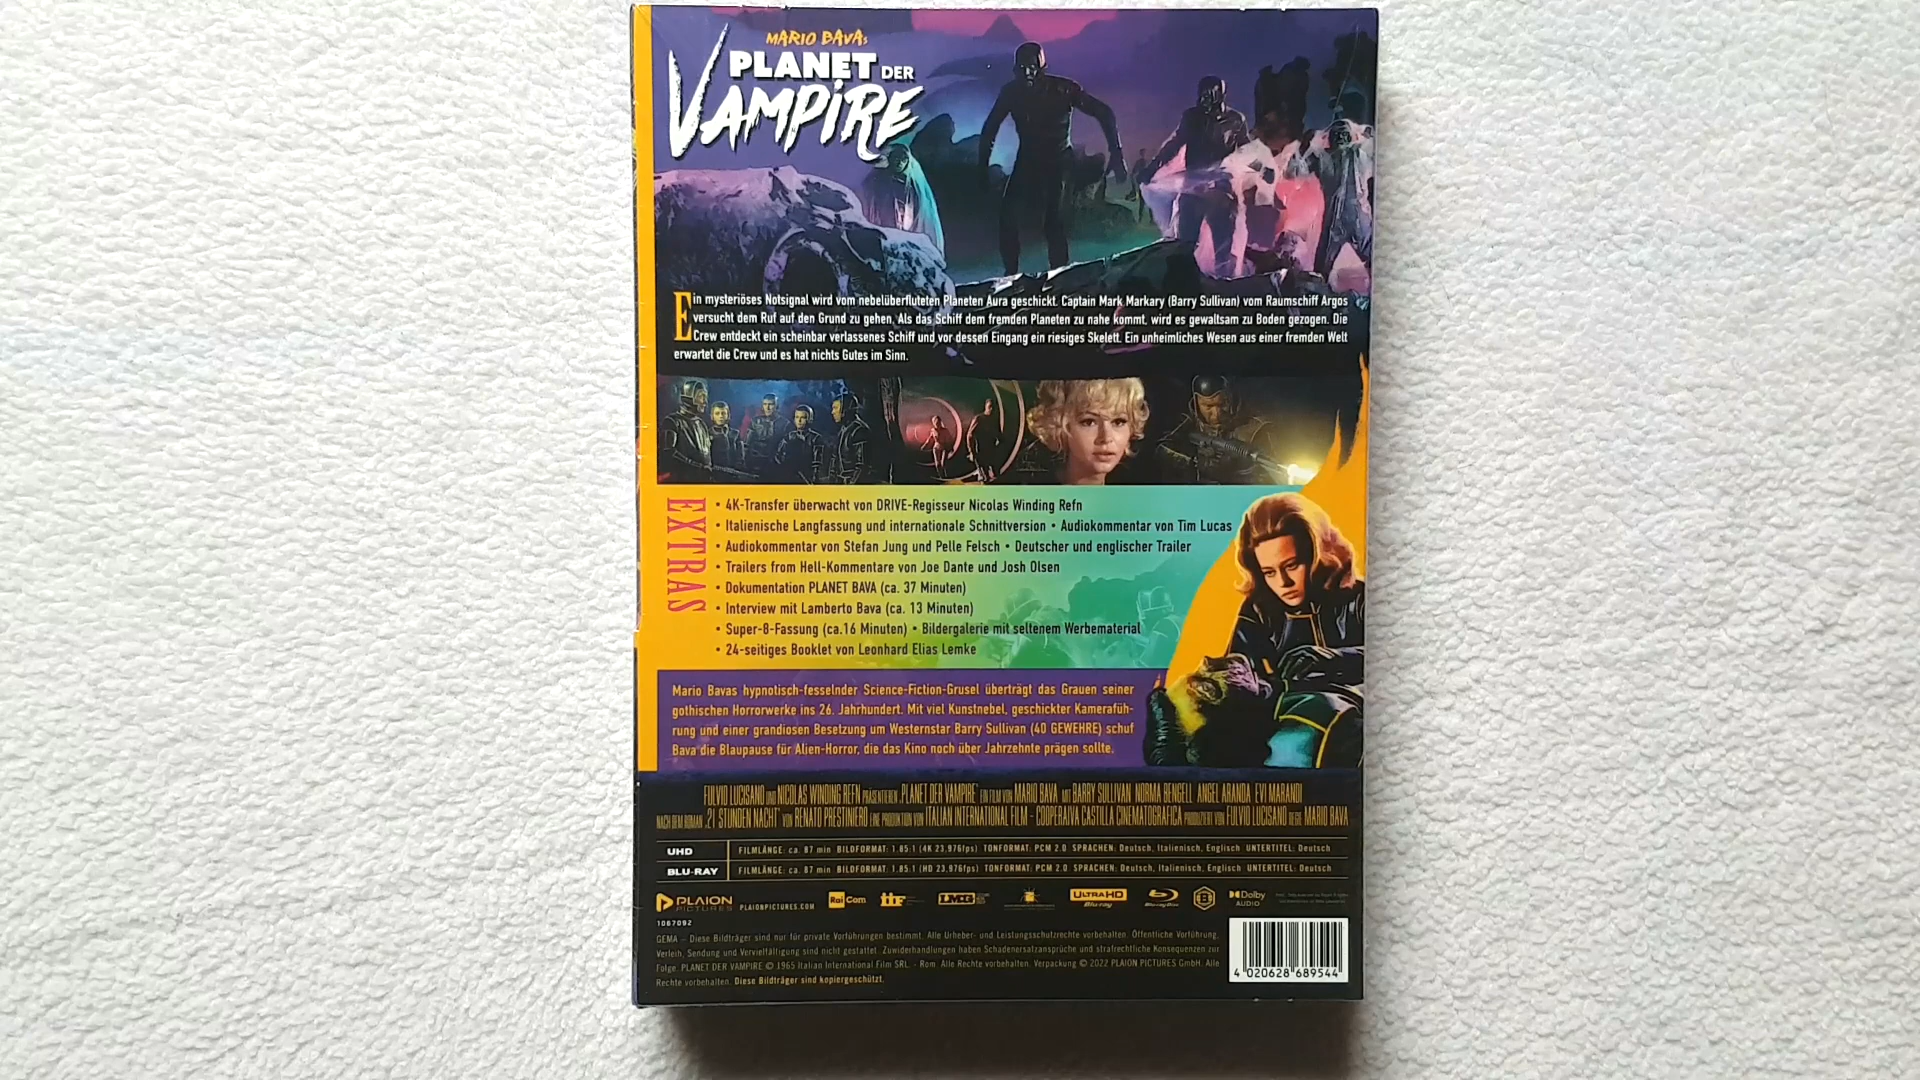 MARIO BAVAs
PLANET DER
VAMPIRE
Ein mysteriöses Notsignal wird vom nebelüberfluteten Planeten Aura geschickt. Captain Mark Markary (Barry Sullivan) vom Raumschiff Argos
versucht dem Ruf auf den Grund zu gehen. Als das Schiff dem fremden Planeten zu nahe kommt, wird es gewaltsam zu Boden gezogen. Die
Crew entdeckt ein scheinbar verlassenes Schiff und vor dessen Eingang ein riesiges Skelett. Ein unheimliches Wesen aus einer fremden Welt
erwartet die Crew und es hat nichts Gutes im Sinn.
EXTRAS
• 4K-Transfer überwacht von DRIVE-Regisseur Nicolas Winding Refn
• Italienische Langfassung und internationale Schnittversion • Audiokommentar von Tim Lucas
• Audiokommentar von Stefan Jung und Pelle Felsch • Deutscher und englischer Trailer
• Trailers from Hell-Kommentare von Joe Dante und Josh Olsen
• Dokumentation PLANET BAVA (ca. 37 Minuten)
• Interview mit Lamberto Bava (ca. 13 Minuten)
• Super-8-Fassung (ca.16 Minuten) • Bildergalerie mit seltenem Werbematerial
• 24-seitiges Booklet von Leonhard Elias Lemke
Mario Bavas hypnotisch-fesselnder Science-Fiction-Grusel überträgt das Grauen seiner
gothischen Horrorwerke ins 26. Jahrhundert. Mit viel Kunstnebel, geschickter Kamerafüh-
rung und einer grandiosen Besetzung um Westernstar Barry Sullivan (40 GEWEHRE) schuf
Bava die Blaupause für Alien-Horror, die das Kino noch über Jahrzehnte prägen sollte.
FULVIO LUCISANO UND NICOLAS WINDING REFN PRÄSENTIEREN „PLANET DER VAMPIRE" EIN FILM VON MARIO BAVA MIT BARRY SULLIVAN NORMA BENGELL ANGEL ARANDA EVI MARANDI
NACH DEM ROMAN „21 STUNDEN NACHT" VON RENATO PRESTINIERO EINE PRODUKTION VON ITALIAN INTERNATIONAL FILM - COOPERATIVA CASTILLA CINEMATOGRAFICA PRODUZIERT VON FULVIO LUCISANO REGIE MARIO BAVA
UHD FILMLÄNGE: ca. 87 min BILDFORMAT: 1.85:1 (4K 23,976fps) TONFORMAT: PCM 2.0 SPRACHEN: Deutsch, Italienisch, Englisch UNTERTITEL: Deutsch
BLU-RAY FILMLÄNGE: ca. 87 min BILDFORMAT: 1.85:1 (HD 23,976fps) TONFORMAT: PCM 2.0 SPRACHEN: Deutsch, Italienisch, Englisch UNTERTITEL: Deutsch
PLAION PICTURES PLAIONPICTURES.COM Rai Com IIF LMG ULTRA HD Blu-ray Blu-ray Disc B Dolby AUDIO
1067092
GEMA – Diese Bildträger sind nur für private Vorführungen bestimmt. Alle Urheber- und Leistungsschutzrechte vorbehalten. Öffentliche Vorführung,
Verleih, Sendung und Vervielfältigung sind nicht gestattet. Zuwiderhandlungen haben Schadenersatzansprüche und strafrechtliche Konsequenzen zur
Folge. PLANET DER VAMPIRE © 1965 Italian International Film SRL. - Rom. Alle Rechte vorbehalten. Verpackung © 2022 PLAION PICTURES GmbH. Alle
Rechte vorbehalten. Diese Bildträger sind kopiergeschützt.
4 020628 689544